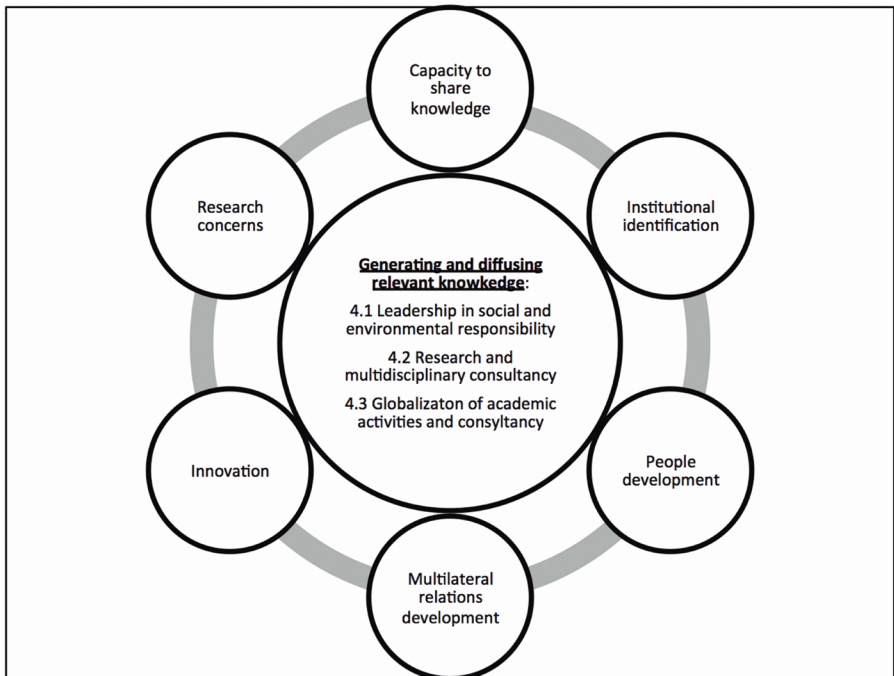 Capacity to
share
knowledge
Research
concerns
Institutional
identification
Generating and diffusing
relevant knowkedge:
4.1 Leadership in social and
environmental responsibility
4.2 Research and
multidisciplinary consultancy
4.3 Globalizaton of academic
activities and consyltancy
Innovation
People
development
Multilateral
relations
development